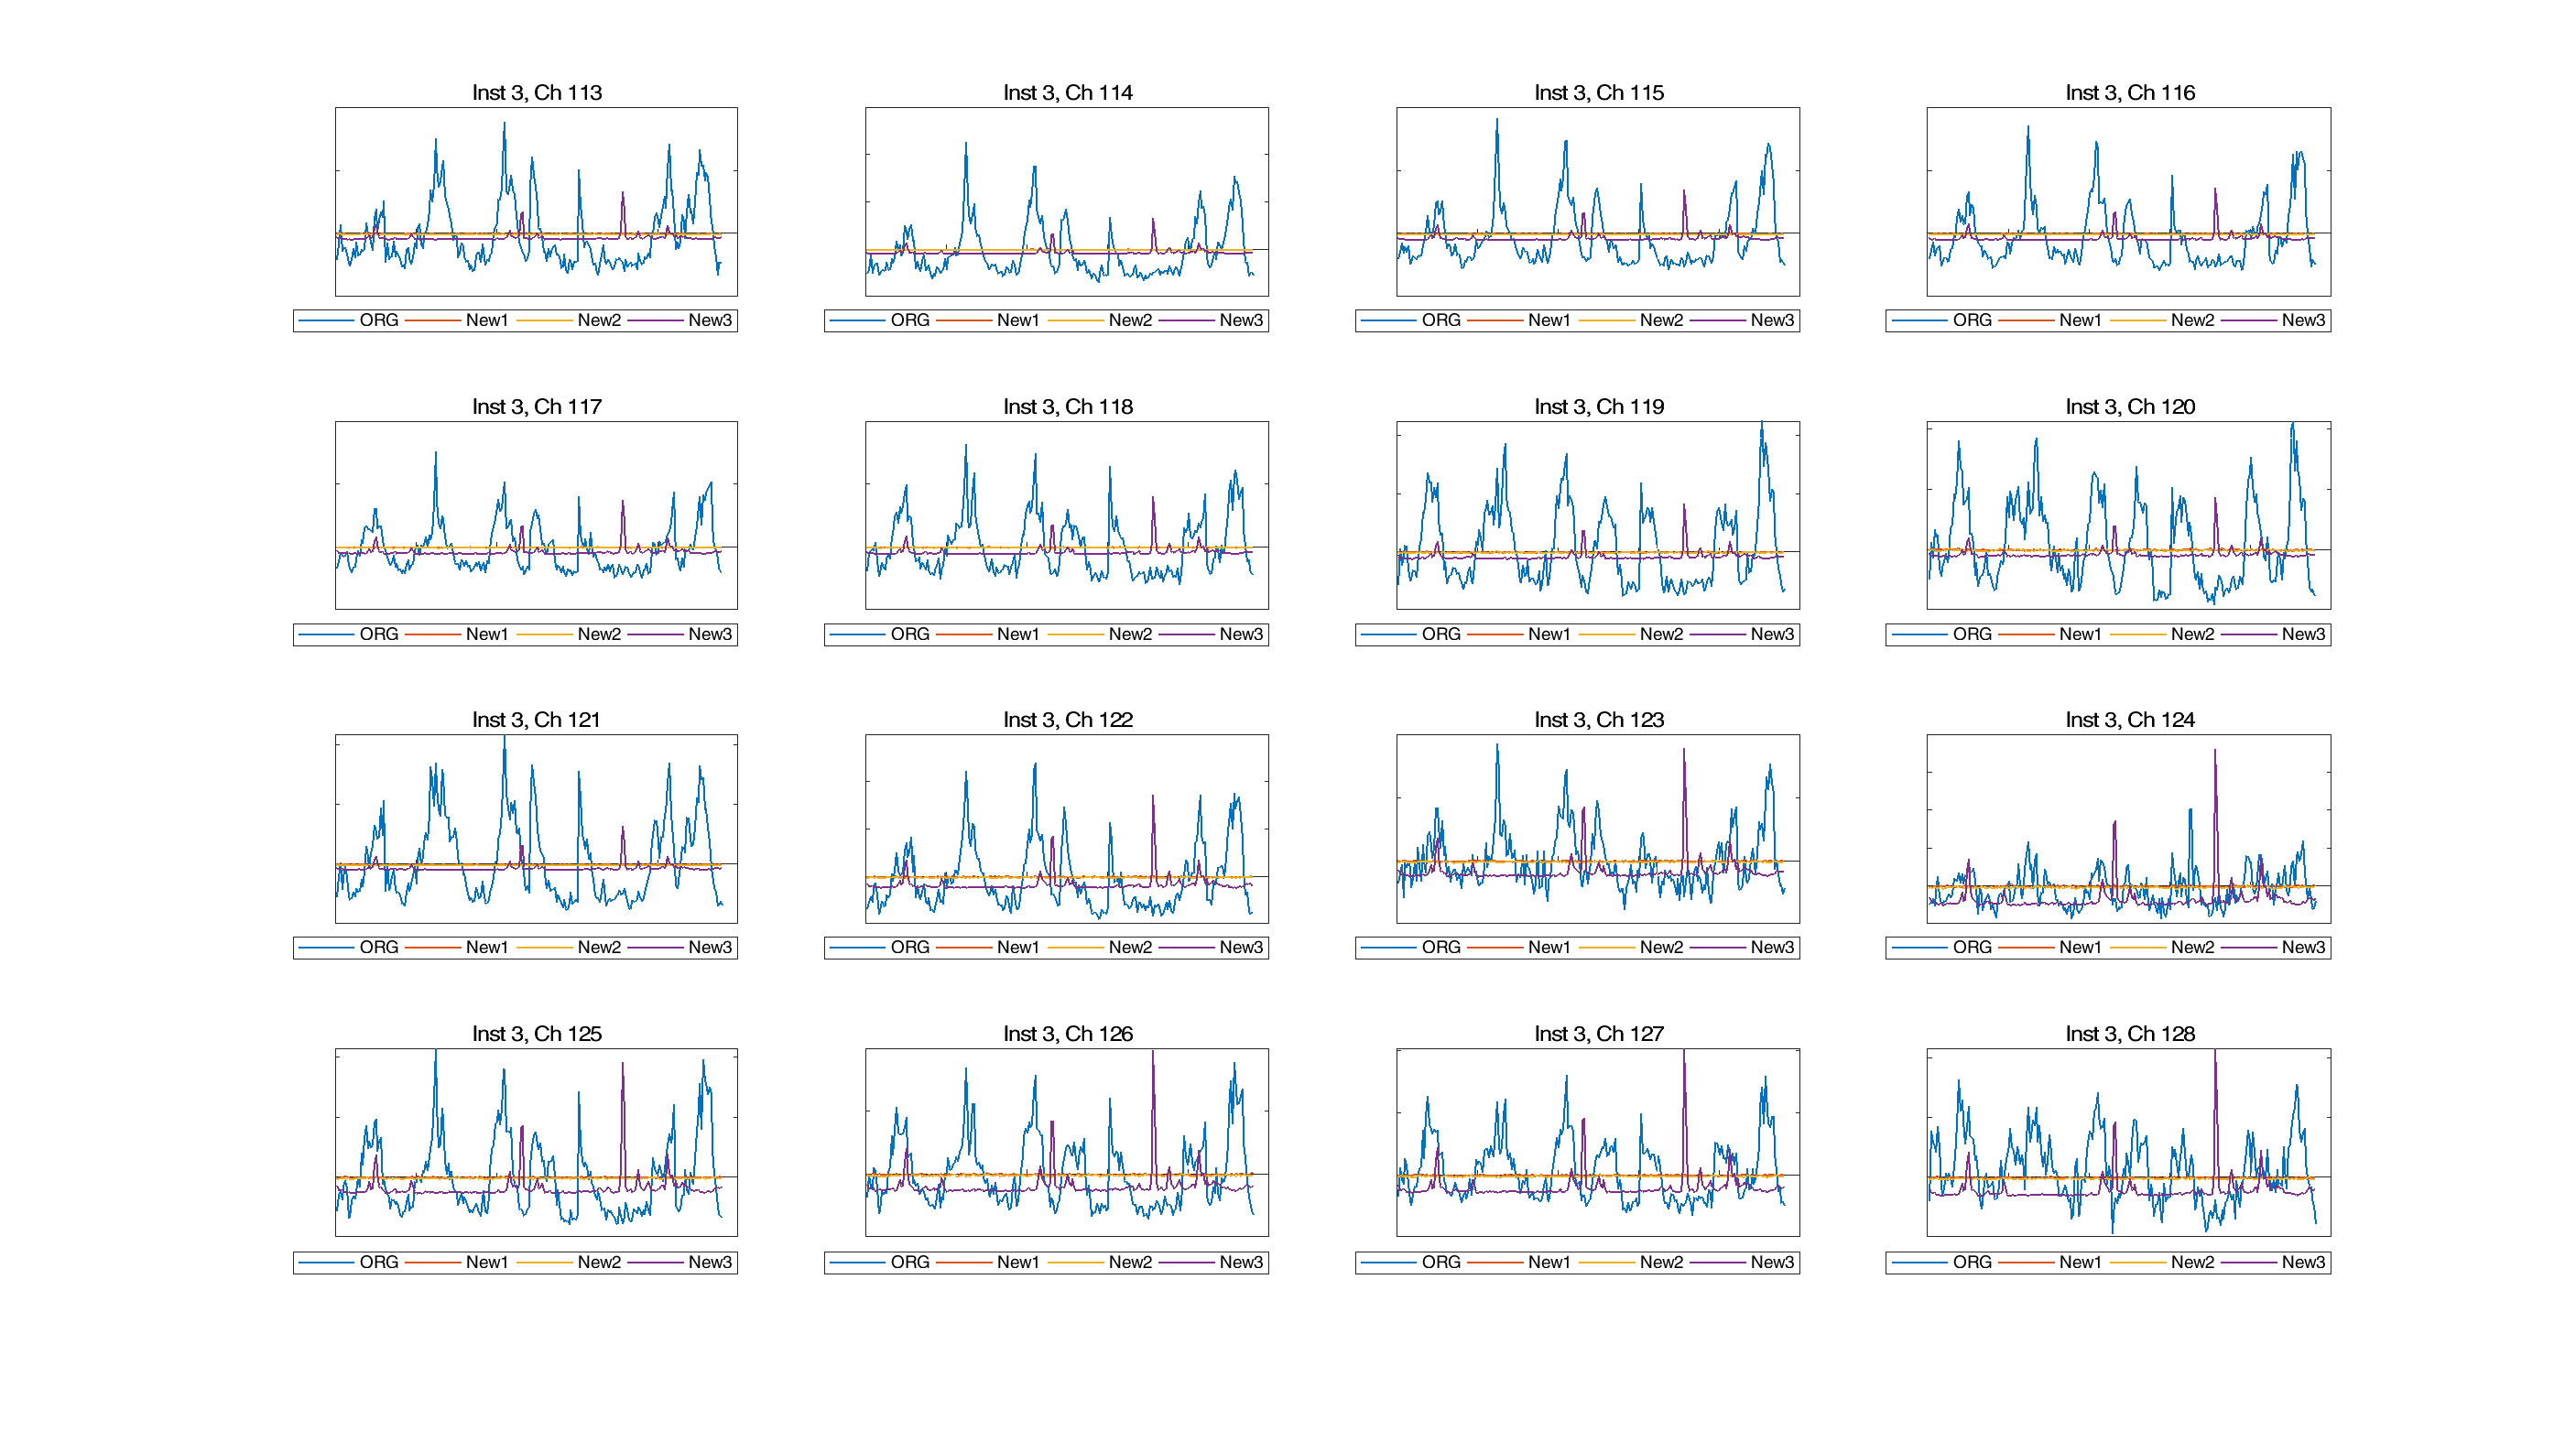 Inst 3, Ch 113
ORG New1 New2 New3
Inst 3, Ch 114
ORG New1 New2 New3
Inst 3, Ch 115
ORG New1 New2 New3
Inst 3, Ch 116
ORG New1 New2 New3
Inst 3, Ch 117
ORG New1 New2 New3
Inst 3, Ch 118
ORG New1 New2 New3
Inst 3, Ch 119
ORG New1 New2 New3
Inst 3, Ch 120
ORG New1 New2 New3
Inst 3, Ch 121
ORG New1 New2 New3
Inst 3, Ch 122
ORG New1 New2 New3
Inst 3, Ch 123
ORG New1 New2 New3
Inst 3, Ch 124
ORG New1 New2 New3
Inst 3, Ch 125
ORG New1 New2 New3
Inst 3, Ch 126
ORG New1 New2 New3
Inst 3, Ch 127
ORG New1 New2 New3
Inst 3, Ch 128
ORG New1 New2 New3